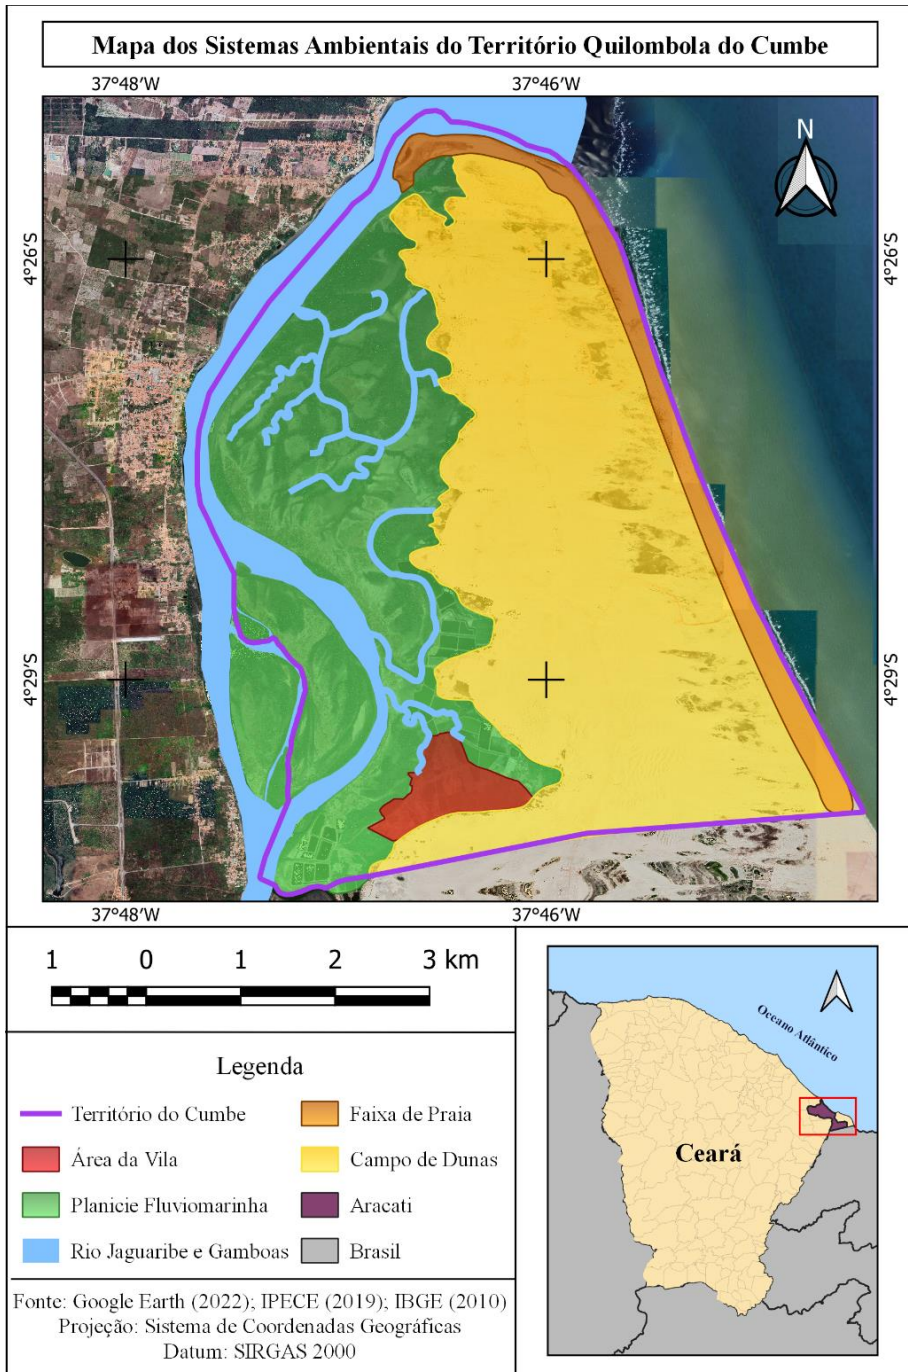 Mapa dos Sistemas Ambientais do Território Quilombola do Cumbe
37°48'W
37°46'W
N
4°26'S
4°26'S
4°29'S
4°29'S
37°48'W
37°46'W
1 0 1 2 3 km
Legenda
Território do Cumbe
Faixa de Praia
Área da Vila
Campo de Dunas
Planicie Fluviomarinha
Aracati
Rio Jaguaribe e Gamboas
Brasil
Fonte: Google Earth (2022); IPECE (2019); IBGE (2010)
Projeção: Sistema de Coordenadas Geográficas
Datum: SIRGAS 2000
Oceano Atlântico
Ceará